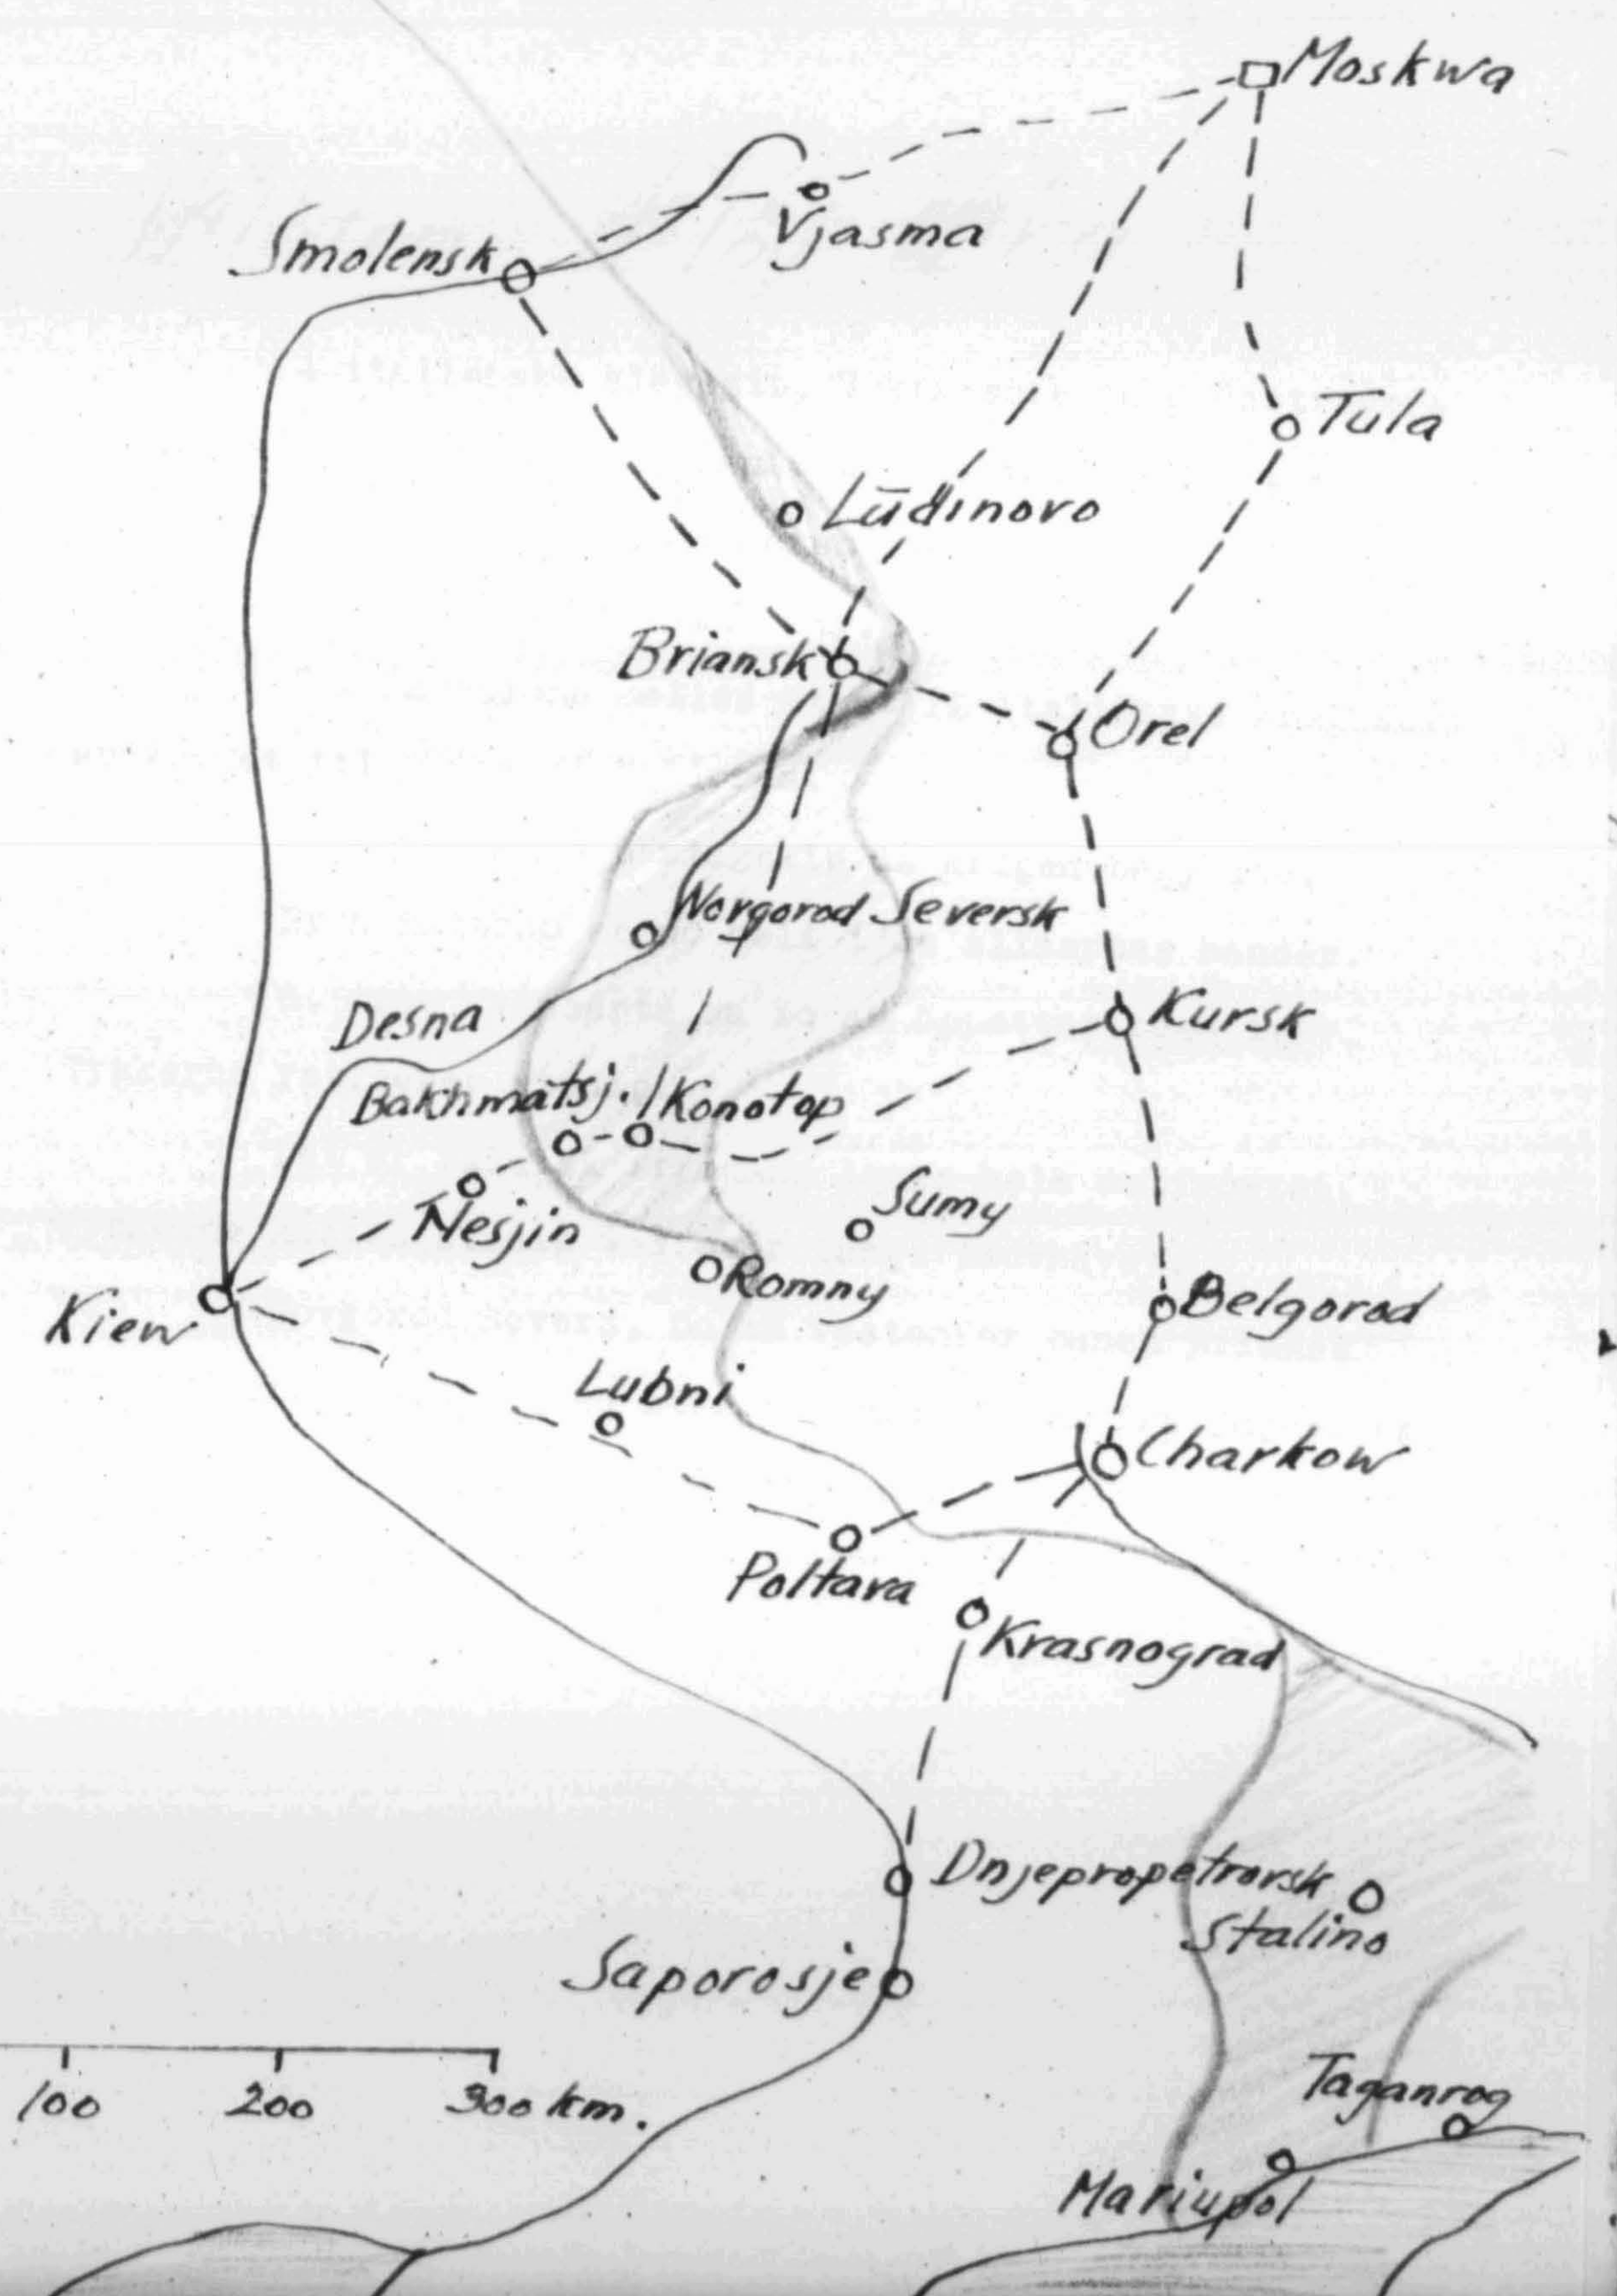 Moskwa
Vjasma
Smolensk
Tula
Lüdinovo
Briansk
Orel
Novgorod Seversk
Desna
Kursk
Bakhmatsj.
Konotop
Nesjin
Sumy
Romny
Kiew
Belgorod
Lubni
Charkow
Poltava
Krasnograd
Dnjepropetrovsk
Stalino
Saporosje
100 200 300 km.
Taganrog
Mariupol